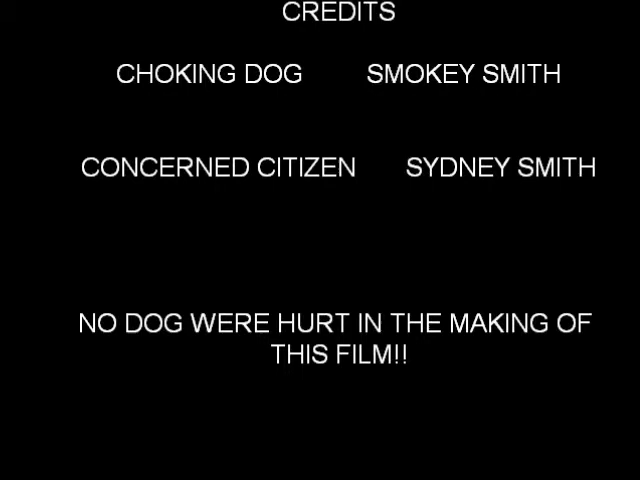 CREDITS
CHOKING DOG SMOKEY SMITH
CONCERNED CITIZEN SYDNEY SMITH
NO DOG WERE HURT IN THE MAKING OF
THIS FILM!!